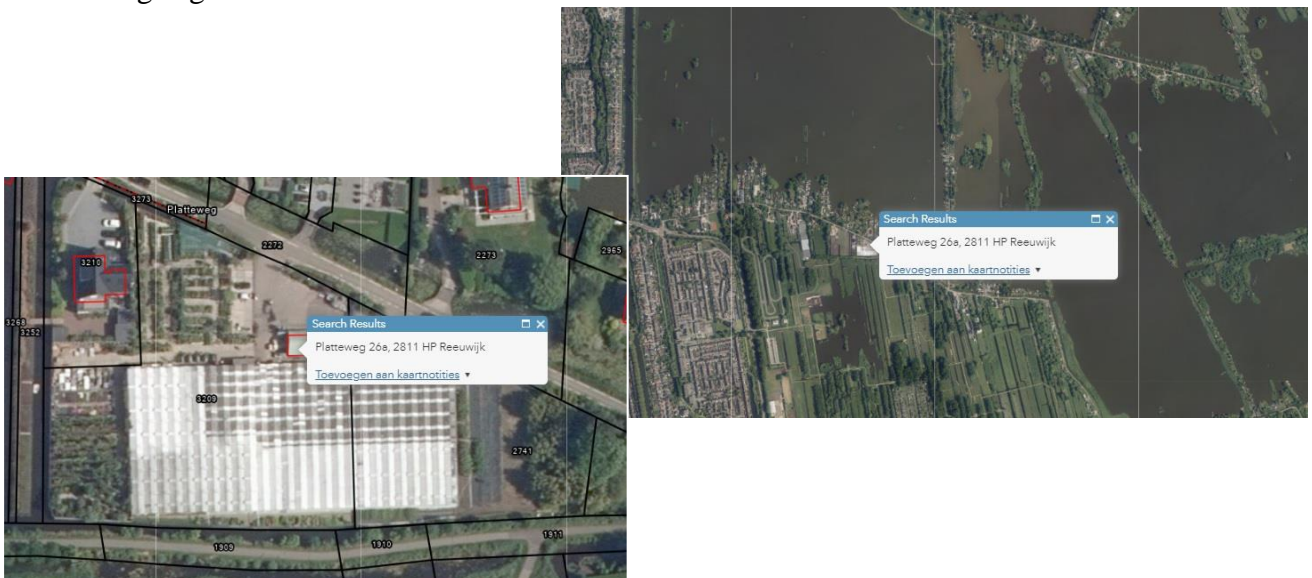 Search Results
Platteweg 26a, 2811 HP Reeuwijk
Toevoegen aan kaartnotities
3273
Platteweg
2272
2273
2965
3210
3268
3252
Search Results
Platteweg 26a, 2811 HP Reeuwijk
Toevoegen aan kaartnotities
3209
2741
1909
1910
1911